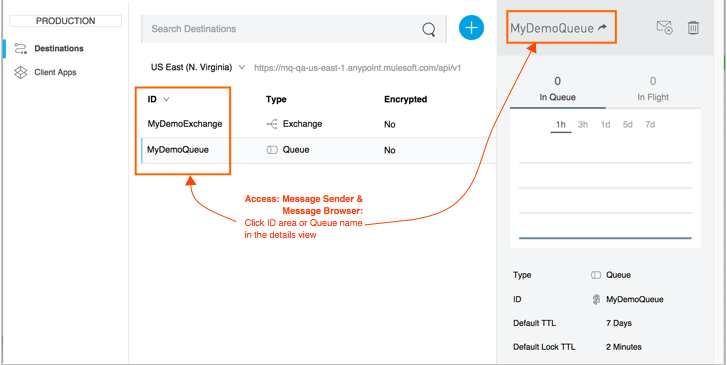 PRODUCTION
Destinations
Client Apps
Search Destinations
US East (N. Virginia) https://mq-qa-us-east-1.anypoint.mulesoft.com/api/v1
ID Type Encrypted
MyDemoExchange Exchange No
MyDemoQueue Queue No
Access: Message Sender &
Message Browser:
Click ID area or Queue name
in the details view
MyDemoQueue
0 0
In Queue In Flight
1h 3h 1d 5d 7d
Type Queue
ID MyDemoQueue
Default TTL 7 Days
Default Lock TTL 2 Minutes